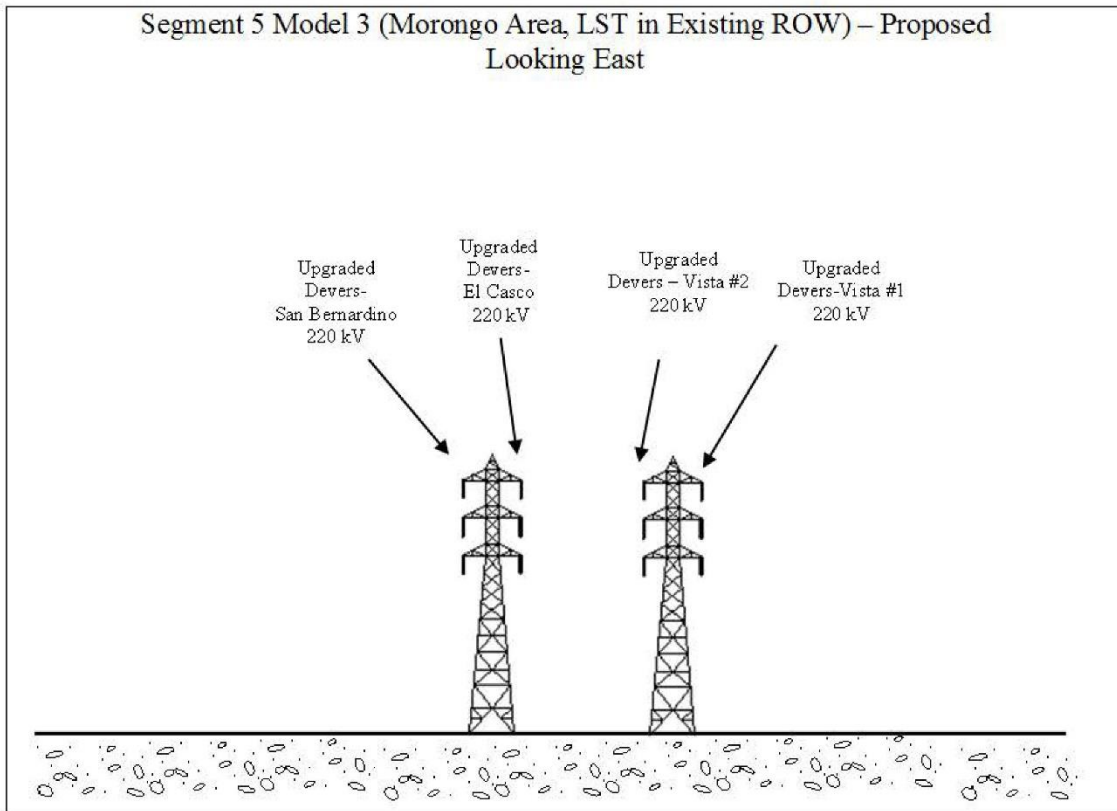 Segment 5 Model 3 (Morongo Area, LST in Existing ROW) – Proposed
Looking East
Upgraded
Devers-
San Bernardino
220 kV
Upgraded
Devers-
El Casco
220 kV
Upgraded
Devers – Vista #2
220 kV
Upgraded
Devers-Vista #1
220 kV